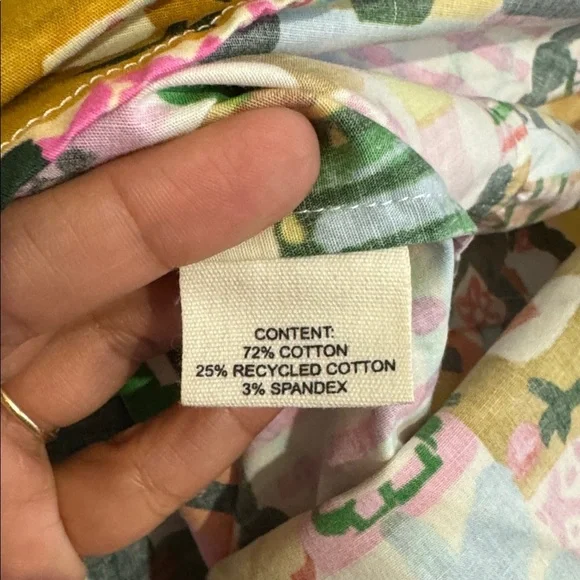 CONTENT:
72% COTTON
25% RECYCLED COTTON
3% SPANDEX